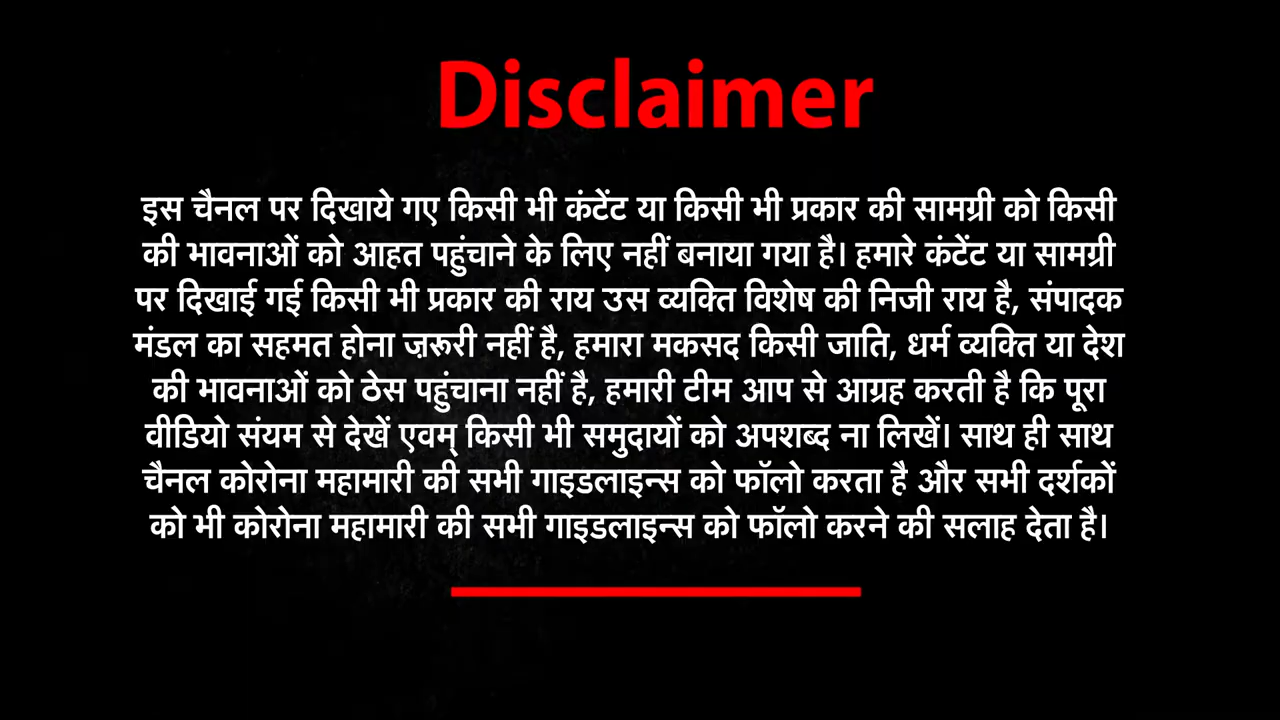 Disclaimer
इस चैनल पर दिखाये गए किसी भी कंटेंट या किसी भी प्रकार की सामग्री को किसी
की भावनाओं को आहत पहुंचाने के लिए नहीं बनाया गया है। हमारे कंटेंट या सामग्री
पर दिखाई गई किसी भी प्रकार की राय उस व्यक्ति विशेष की निजी राय है, संपादक
मंडल का सहमत होना ज़रूरी नहीं है, हमारा मकसद किसी जाति, धर्म व्यक्ति या देश
की भावनाओं को ठेस पहुंचाना नहीं है, हमारी टीम आप से आग्रह करती है कि पूरा
वीडियो संयम से देखें एवम् किसी भी समुदायों को अपशब्द ना लिखें। साथ ही साथ
चैनल कोरोना महामारी की सभी गाइडलाइन्स को फॉलो करता है और सभी दर्शकों
को भी कोरोना महामारी की सभी गाइडलाइन्स को फॉलो करने की सलाह देता है।